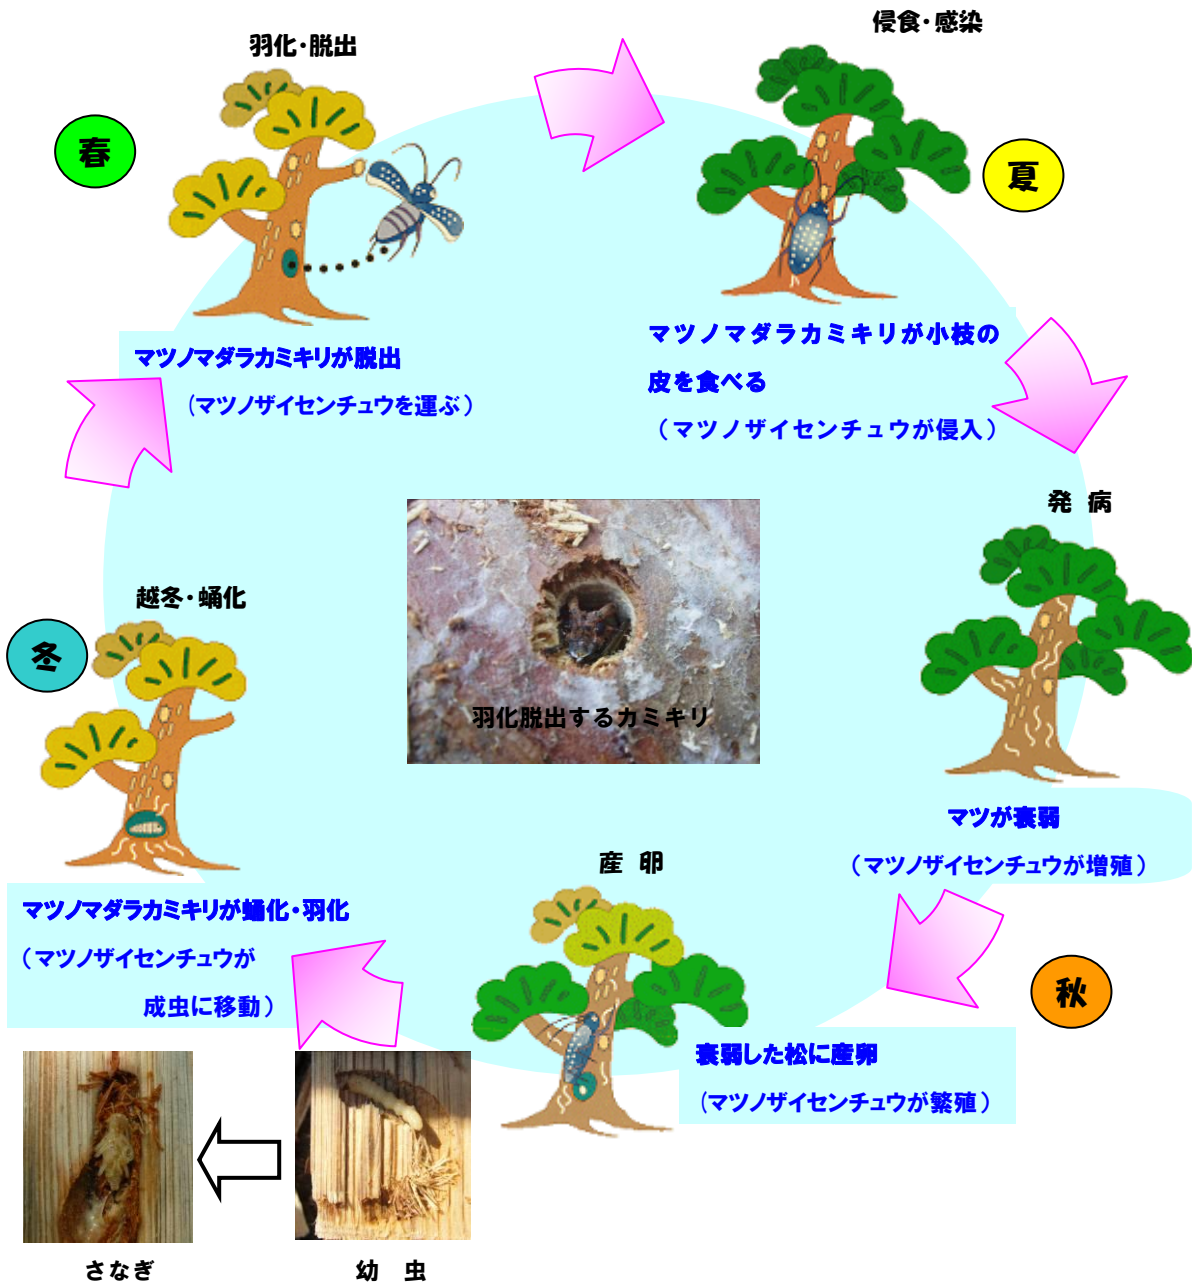 羽化・脱出
春
マツノマダラカミキリが脱出
(マツノザイセンチュウを運ぶ)
侵食・感染
夏
マツノマダラカミキリが小枝の
皮を食べる
(マツノザイセンチュウが侵入)
発 病
マツが衰弱
(マツノザイセンチュウが増殖)
秋
産 卵
衰弱した松に産卵
(マツノザイセンチュウが繁殖)
越冬・蛹化
冬
マツノマダラカミキリが蛹化・羽化
(マツノザイセンチュウが
成虫に移動)
羽化脱出するカミキリ
さなぎ
幼 虫